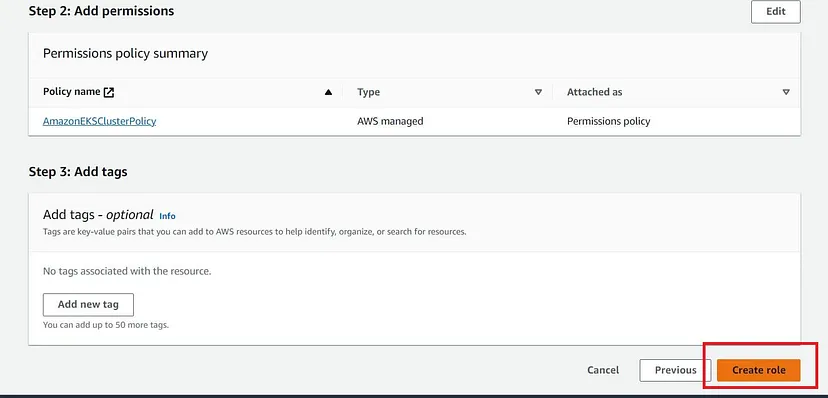 Step 2: Add permissions
Edit
Permissions policy summary
Policy name Type Attached as
AmazonEKSClusterPolicy AWS managed Permissions policy
Step 3: Add tags
Add tags - optional Info
Tags are key-value pairs that you can add to AWS resources to help identify, organize, or search for resources.
No tags associated with the resource.
Add new tag
You can add up to 50 more tags.
Cancel Previous Create role